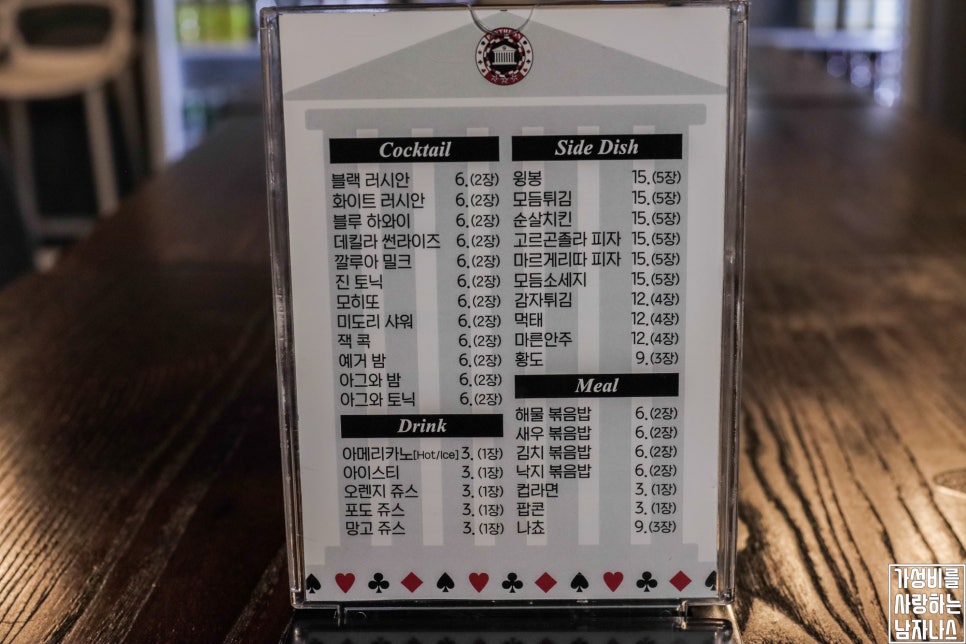 Cocktail
블랙 러시안 6.(2장)
화이트 러시안 6.(2장)
블루 하와이 6.(2장)
데킬라 썬라이즈 6.(2장)
깔루아 밀크 6.(2장)
진 토닉 6.(2장)
모히또 6.(2장)
미도리 샤워 6.(2장)
잭 콕 6.(2장)
예거 밤 6.(2장)
아그와 밤 6.(2장)
아그와 토닉 6.(2장)
Drink
아메리카노[Hot/Ice] 3.(1장)
아이스티 3.(1장)
오렌지 쥬스 3.(1장)
포도 쥬스 3.(1장)
망고 쥬스 3.(1장)
Side Dish
윙봉 15.(5장)
모듬튀김 15.(5장)
순살치킨 15.(5장)
고르곤졸라 피자 15.(5장)
마르게리따 피자 15.(5장)
모듬소세지 15.(5장)
감자튀김 12.(4장)
먹태 12.(4장)
마른안주 12.(4장)
황도 9.(3장)
Meal
해물 볶음밥 6.(2장)
새우 볶음밥 6.(2장)
김치 볶음밥 6.(2장)
낙지 볶음밥 6.(2장)
컵라면 3.(1장)
팝콘 3.(1장)
나쵸 9.(3장)
가성비를
사랑하는
남자나스